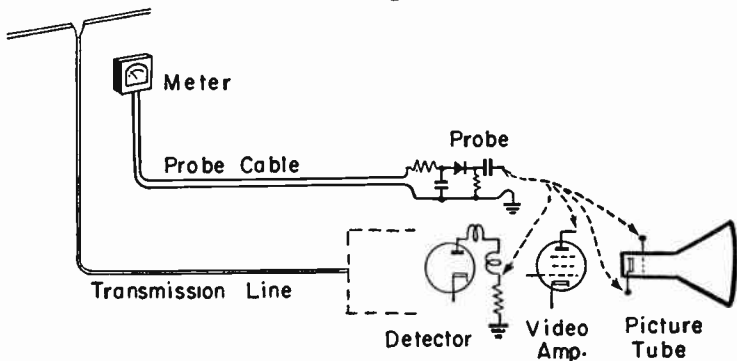 Meter
Probe
Probe Cable
Transmission Line
Detector
Video
Amp.
Picture
Tube